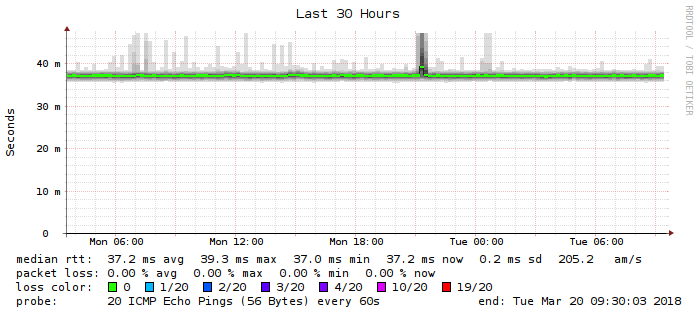 Last 30 Hours
RRDTOOL / TOBI OETIKER
Seconds
40 m
30 m
20 m
10 m
0
Mon 06:00 Mon 12:00 Mon 18:00 Tue 00:00 Tue 06:00
median rtt: 37.2 ms avg 39.3 ms max 37.0 ms min 37.2 ms now 0.2 ms sd 205.2 am/s
packet loss: 0.00 % avg 0.00 % max 0.00 % min 0.00 % now
loss color: 0 1/20 2/20 3/20 4/20 10/20 19/20
probe: 20 ICMP Echo Pings (56 Bytes) every 60s end: Tue Mar 20 09:30:03 2018